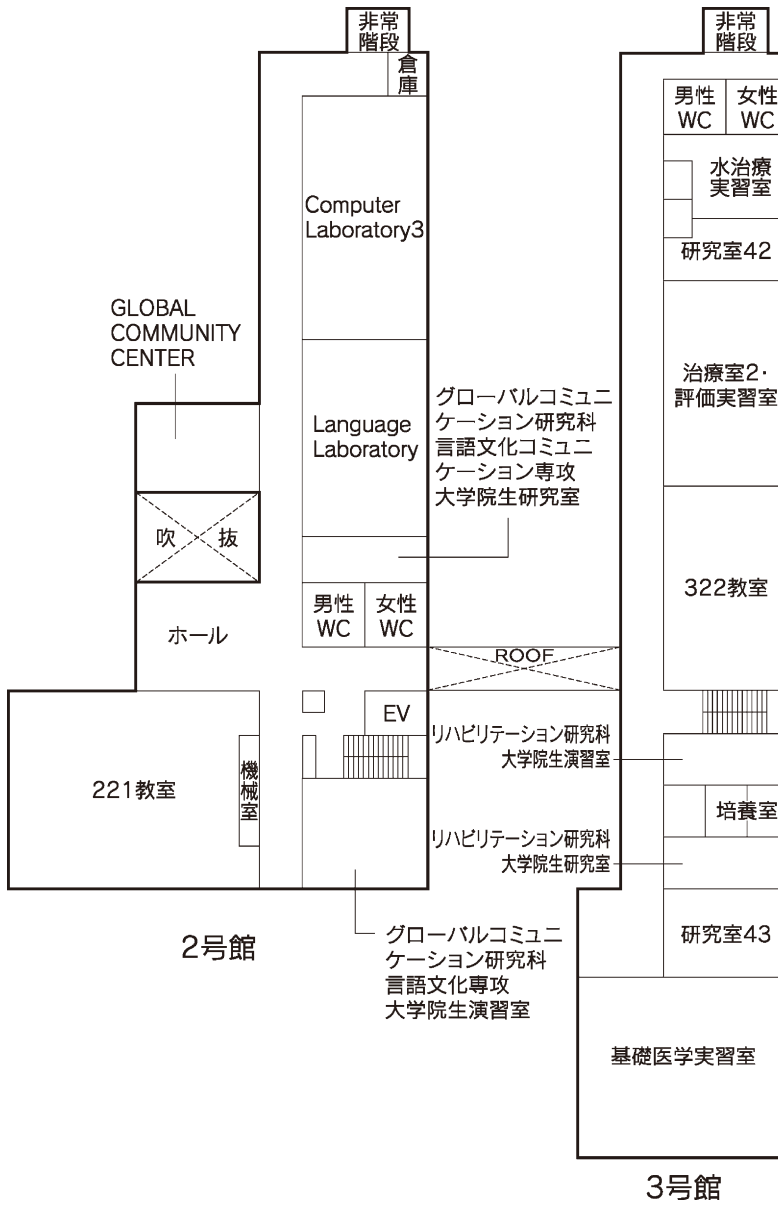 非常
階段
倉
庫
Computer
Laboratory3
GLOBAL
COMMUNITY
CENTER
Language
Laboratory
グローバルコミュニ
ケーション研究科
言語文化コミュニ
ケーション専攻
大学院生研究室
吹 抜
男性
WC
女性
WC
ホール
ROOF
EV
221教室
機
械
室
2号館
グローバルコミュニ
ケーション研究科
言語文化専攻
大学院生演習室
非常
階段
男性
WC
女性
WC
水治療
実習室
研究室42
治療室2・
評価実習室
322教室
リハビリテーション研究科
大学院生演習室
培養室
リハビリテーション研究科
大学院生研究室
研究室43
基礎医学実習室
3号館